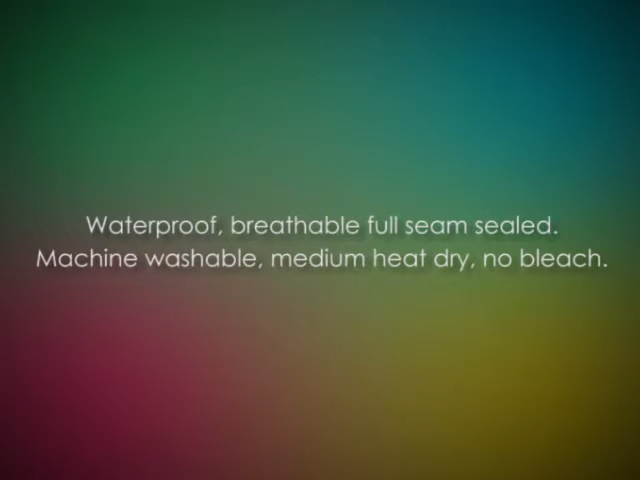 Waterproof, breathable full seam sealed.
Machine washable, medium heat dry, no bleach.